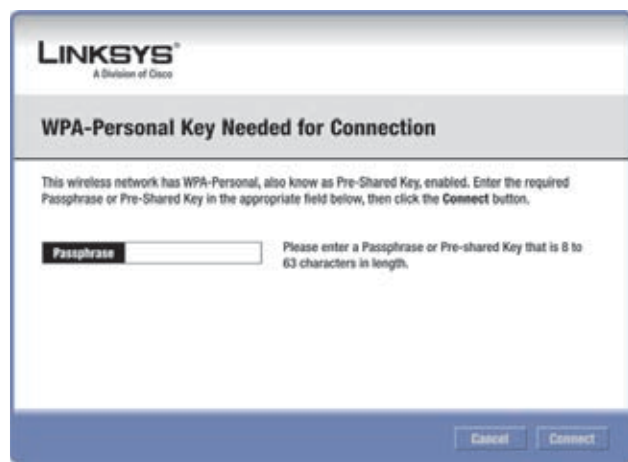 LINKSYS®
A Division of Cisco
WPA-Personal Key Needed for Connection
This wireless network has WPA-Personal, also know as Pre-Shared Key, enabled. Enter the required
Passphrase or Pre-Shared Key in the appropriate field below, then click the Connect button.
Passphrase
Please enter a Passphrase or Pre-shared Key that is 8 to
63 characters in length.
Cancel
Connect